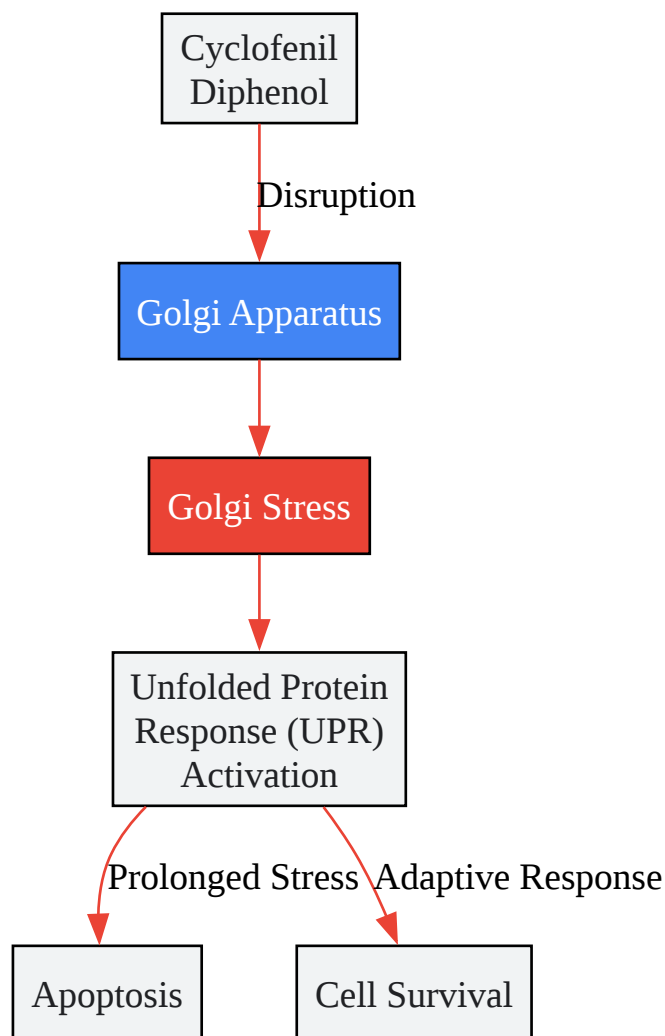 Cyclofenil
Diphenol
Disruption
Golgi Apparatus
Golgi Stress
Unfolded Protein
Response (UPR)
Activation
Prolonged Stress
Adaptive Response
Apoptosis
Cell Survival